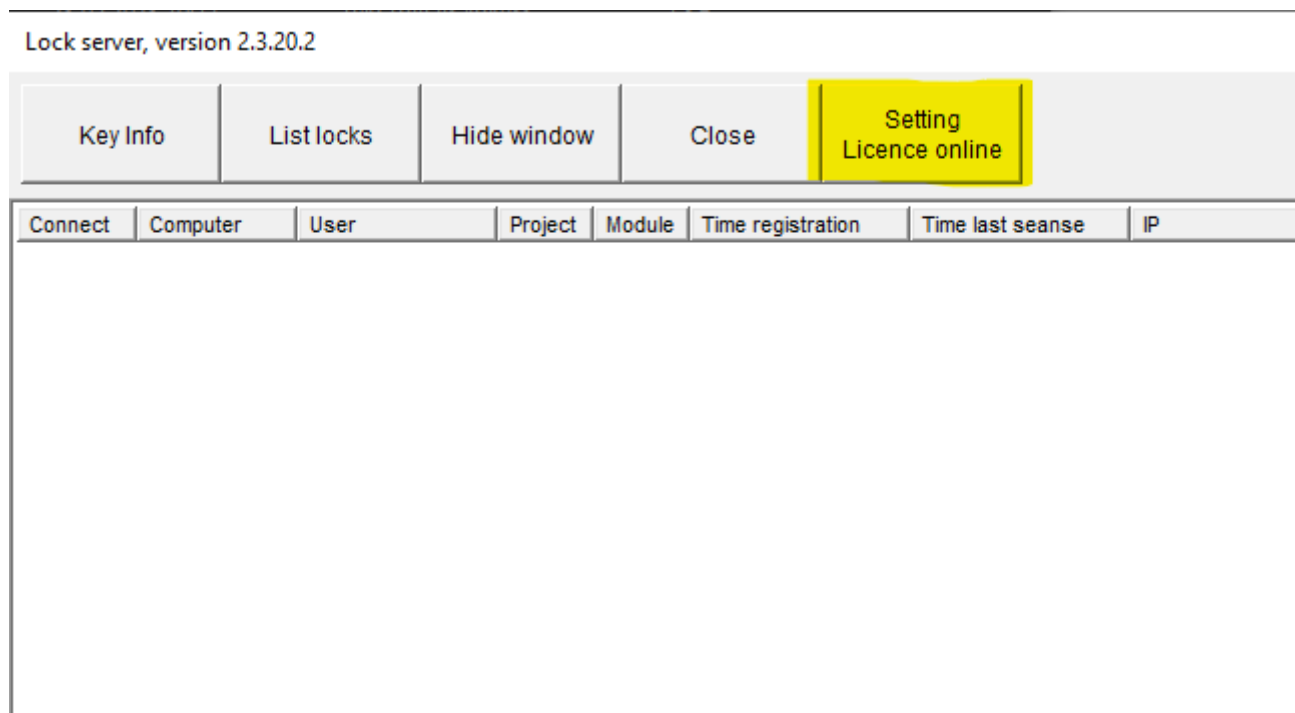 Lock server, version 2.3.20.2
Key Info List locks Hide window Close Setting
Licence online
Connect Computer User Project Module Time registration Time last seanse IP